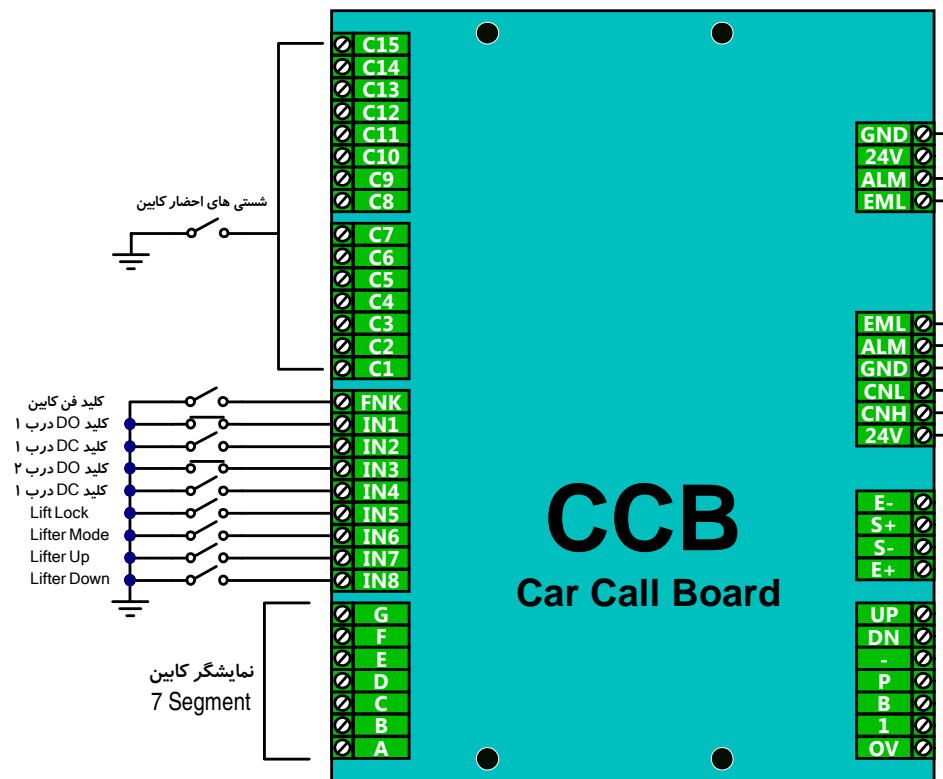 C15
C14
C13
C12
C11
C10
C9
C8
شستی های احضار کابین
C7
C6
C5
C4
C3
C2
C1
کلید فن کابین
FNK
کلید DO درب ۱
IN1
کلید DC درب ۱
IN2
کلید DO درب ۲
IN3
کلید DC درب ۱
IN4
Lift Lock
IN5
Lifter Mode
IN6
Lifter Up
IN7
Lifter Down
IN8
G
F
E
D
C
B
A
نمایشگر کابین
7 Segment
CCB
Car Call Board
GND
24V
ALM
EML
EML
ALM
GND
CNL
CNH
24V
E-
S+
S-
E+
UP
DN
-
P
B
1
OV